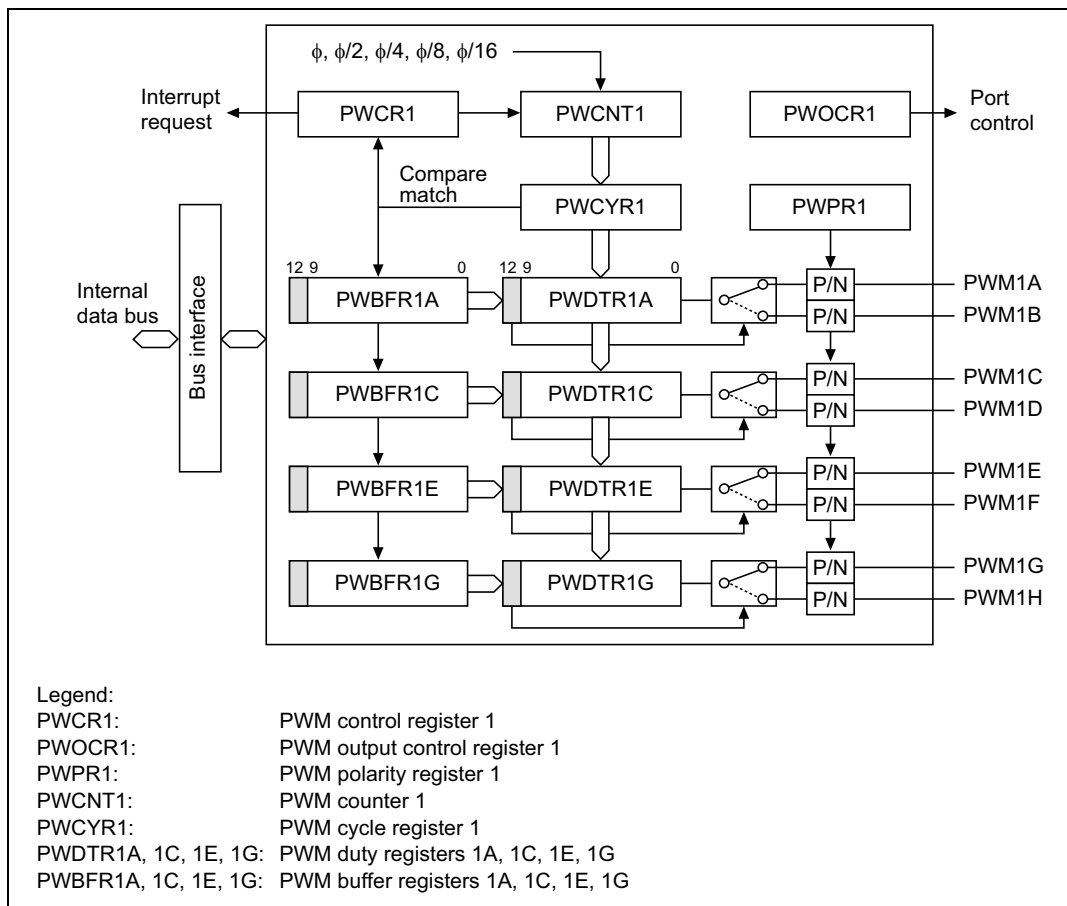 ϕ, ϕ/2, ϕ/4, ϕ/8, ϕ/16
Interrupt
request
PWCR1
PWCNT1
PWOCR1
Port
control
Compare
match
PWCYR1
PWPR1
Internal
data bus
Bus interface
12 9 0
12 9 0
PWBFR1A
PWDTR1A
P/N
PWM1A
P/N
PWM1B
PWBFR1C
PWDTR1C
P/N
PWM1C
P/N
PWM1D
PWBFR1E
PWDTR1E
P/N
PWM1E
P/N
PWM1F
PWBFR1G
PWDTR1G
P/N
PWM1G
P/N
PWM1H
Legend:
PWCR1: PWM control register 1
PWOCR1: PWM output control register 1
PWPR1: PWM polarity register 1
PWCNT1: PWM counter 1
PWCYR1: PWM cycle register 1
PWDTR1A, 1C, 1E, 1G: PWM duty registers 1A, 1C, 1E, 1G
PWBFR1A, 1C, 1E, 1G: PWM buffer registers 1A, 1C, 1E, 1G